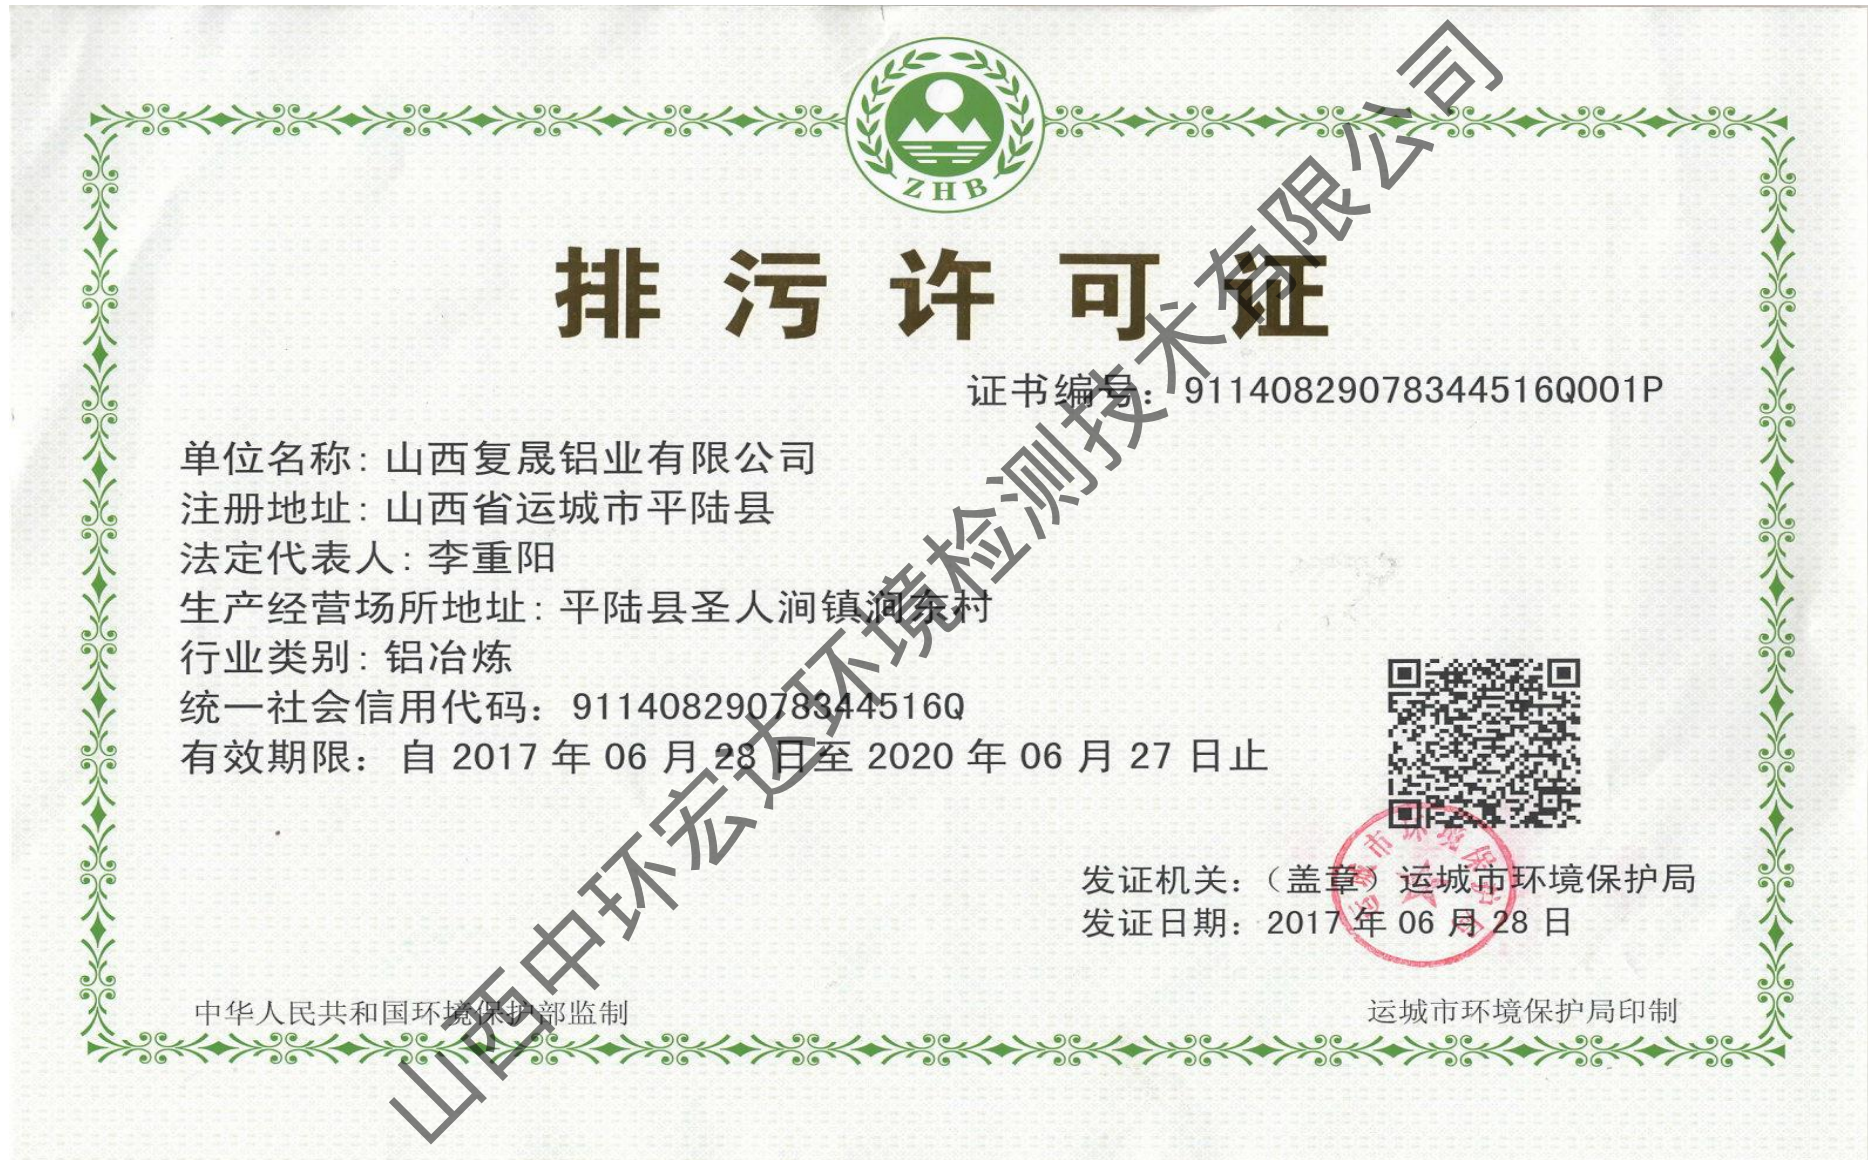 ZHB
排污许可证
证书编号：91140829078344516Q001P
单位名称：山西复晟铝业有限公司
注册地址：山西省运城市平陆县
法定代表人：李重阳
生产经营场所地址：平陆县圣人涧镇涧东村
行业类别：铝冶炼
统一社会信用代码：91140829078344516Q
有效期限：自 2017 年 06 月 28 日至 2020 年 06 月 27 日止
发证机关：（盖章）运城市环境保护局
发证日期：2017 年 06 月 28 日
运城市环境保护局
中华人民共和国环境保护部监制
运城市环境保护局印制
山西中环宏达环境检测技术有限公司